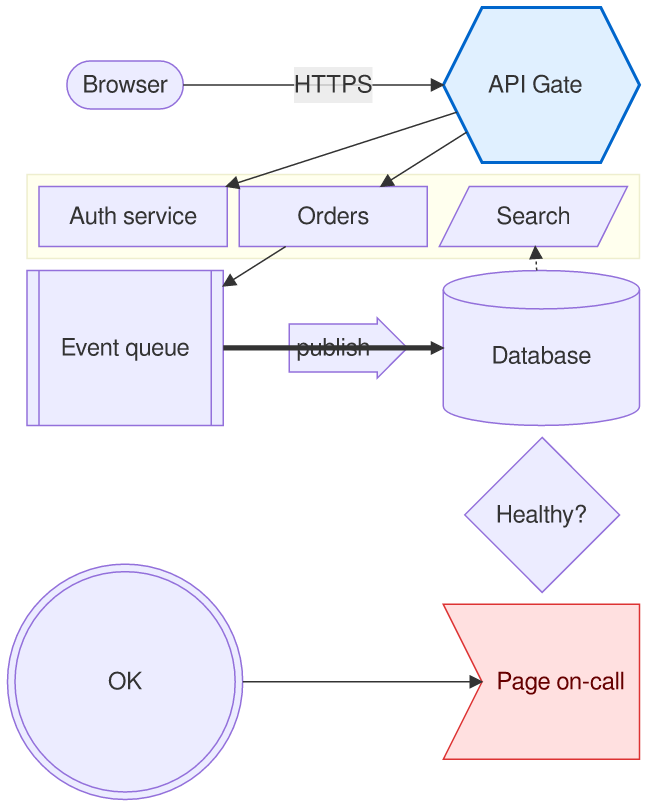 Browser
HTTPS
API Gate
Auth service
Orders
Search
Event queue
publish
Database
Healthy?
OK
Page on-call